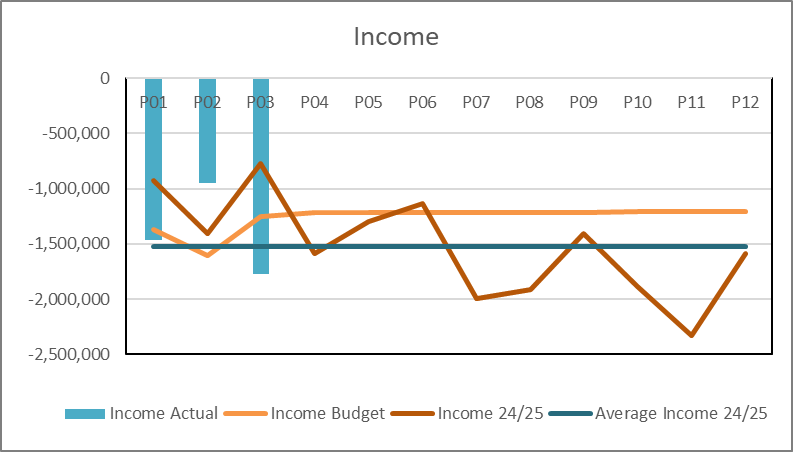 Income
0
P01 P02 P03 P04 P05 P06 P07 P08 P09 P10 P11 P12
-500,000
-1,000,000
-1,500,000
-2,000,000
-2,500,000
Income Actual Income Budget Income 24/25 Average Income 24/25